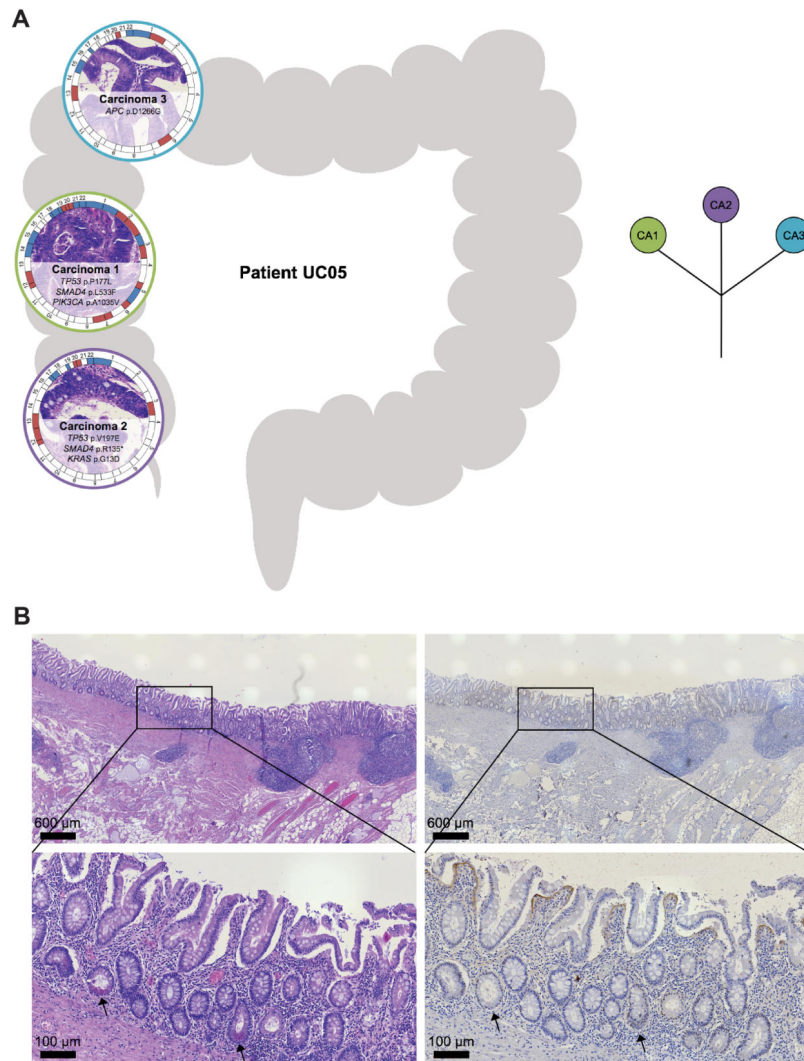 A
Carcinoma 3
APC p.D1266G
Carcinoma 1
TP53 p.P177L
SMAD4 p.L533F
PIK3CA p.A1035V
Carcinoma 2
TP53 p.V197E
SMAD4 p.R135*
KRAS p.G13D
Patient UC05
CA1
CA2
CA3
B
600 µm
600 µm
100 µm
100 µm